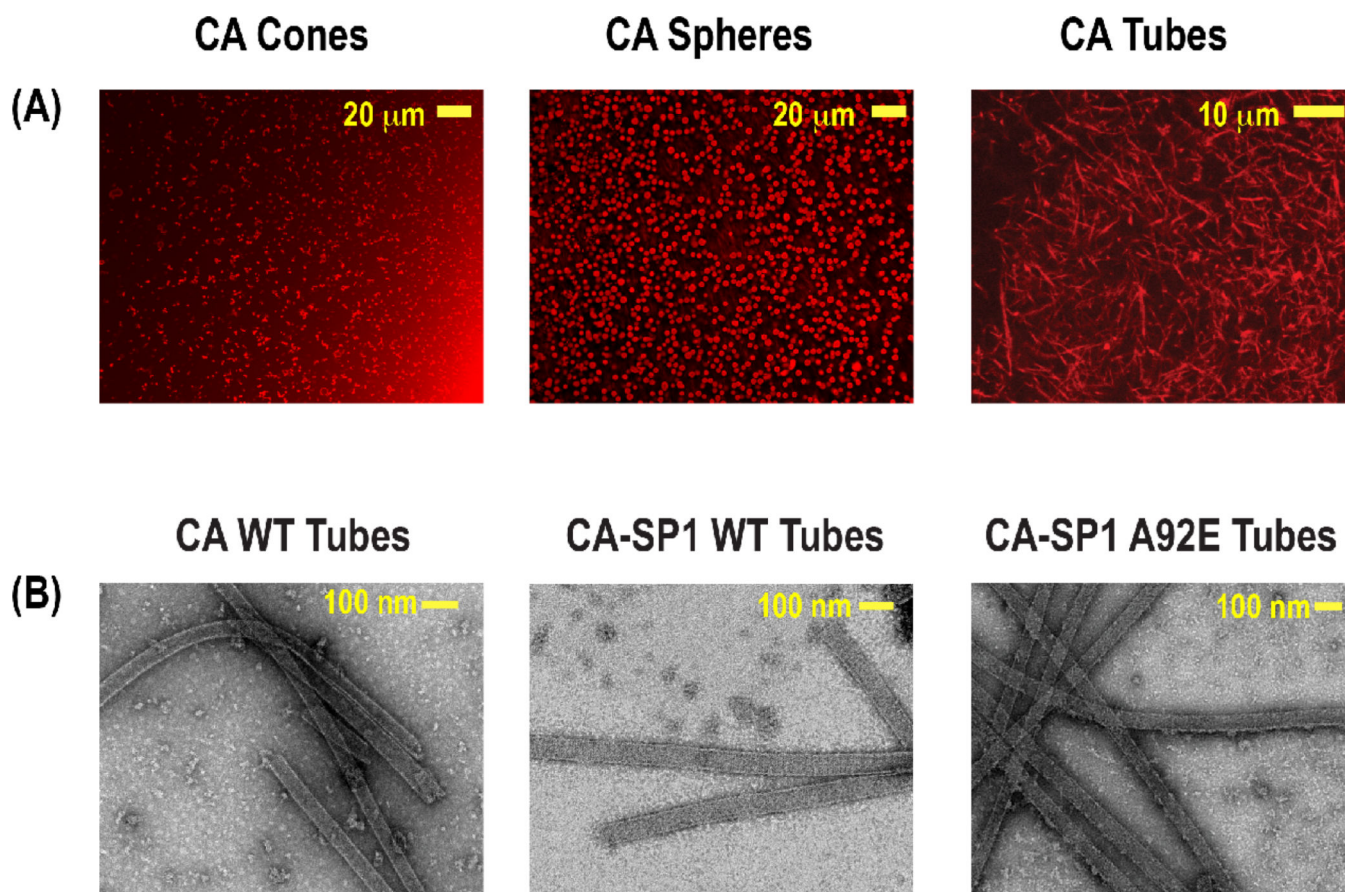 CA Cones
CA Spheres
CA Tubes
(A)
20 μm
20 μm
10 μm
CA WT Tubes
CA-SP1 WT Tubes
CA-SP1 A92E Tubes
(B)
100 nm
100 nm
100 nm